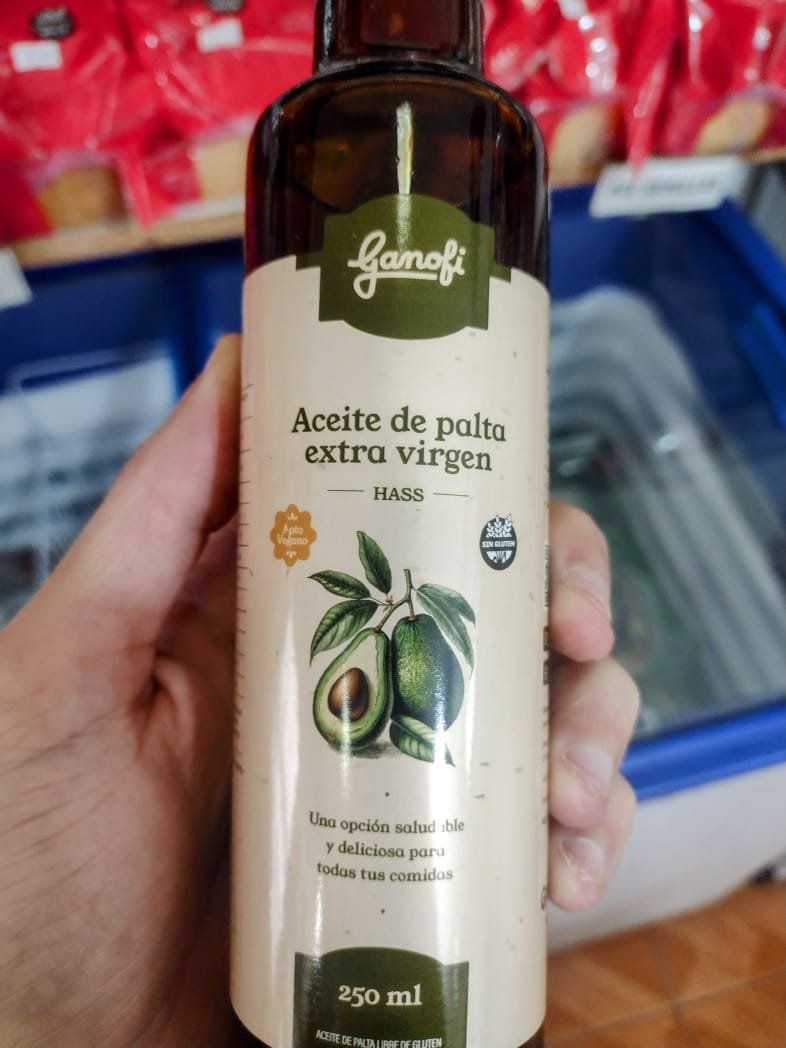 Ganofi
Aceite de palta
extra virgen
HASS
Apto
Vegano
SIN GLUTEN
Una opción saludable
y deliciosa para
todas tus comidas
250 ml
ACEITE DE PALTA LIBRE DE GLUTEN